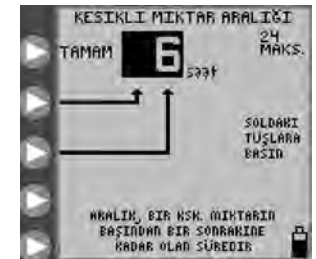 KESİKLİ MİKTAR ARALIĞI
24
MAKS.
TAMAM 6 saat
SOLDAKİ
TUŞLARA
BASIN
ARALIK, BİR KSK. MİKTARIN
BAŞINDAN BİR SONRAKİNE
KADAR OLAN SÜREDİR